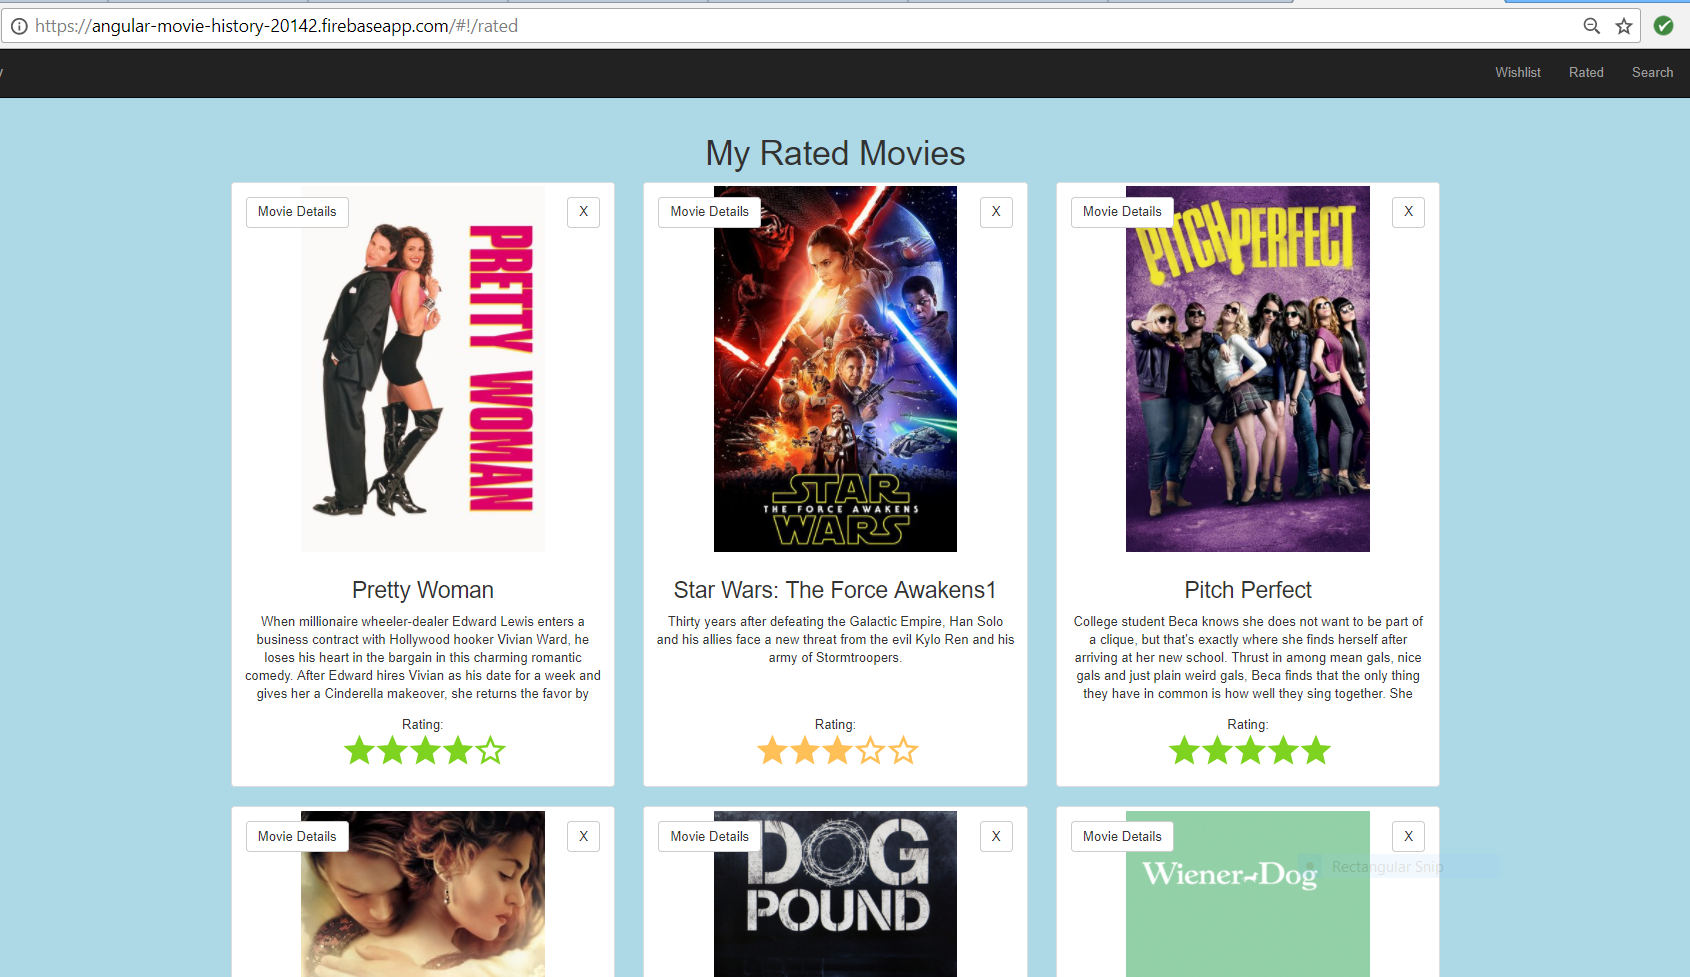 https://angular-movie-history-20142.firebaseapp.com/#!/rated
y
Wishlist Rated Search
My Rated Movies
Movie Details X
PRETTY WOMAN
Pretty Woman
When millionaire wheeler-dealer Edward Lewis enters a
business contract with Hollywood hooker Vivian Ward, he
loses his heart in the bargain in this charming romantic
comedy. After Edward hires Vivian as his date for a week and
gives her a Cinderella makeover, she returns the favor by
Rating:
Movie Details X
STAR
THE FORCE AWAKENS
WARS
Star Wars: The Force Awakens1
Thirty years after defeating the Galactic Empire, Han Solo
and his allies face a new threat from the evil Kylo Ren and his
army of Stormtroopers.
Rating:
Movie Details X
PITCH PERFECT
Pitch Perfect
College student Beca knows she does not want to be part of
a clique, but that's exactly where she finds herself after
arriving at her new school. Thrust in among mean gals, nice
gals and just plain weird gals, Beca finds that the only thing
they have in common is how well they sing together. She
Rating:
Movie Details X
Movie Details X
DOG
POUND
Movie Details X
Wiener-Dog
Rectangular Snip